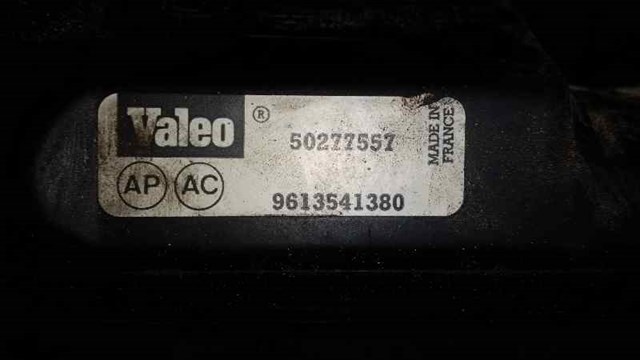 Valeo ®
50277557
MADE IN
FRANCE
AP AC
9613541380